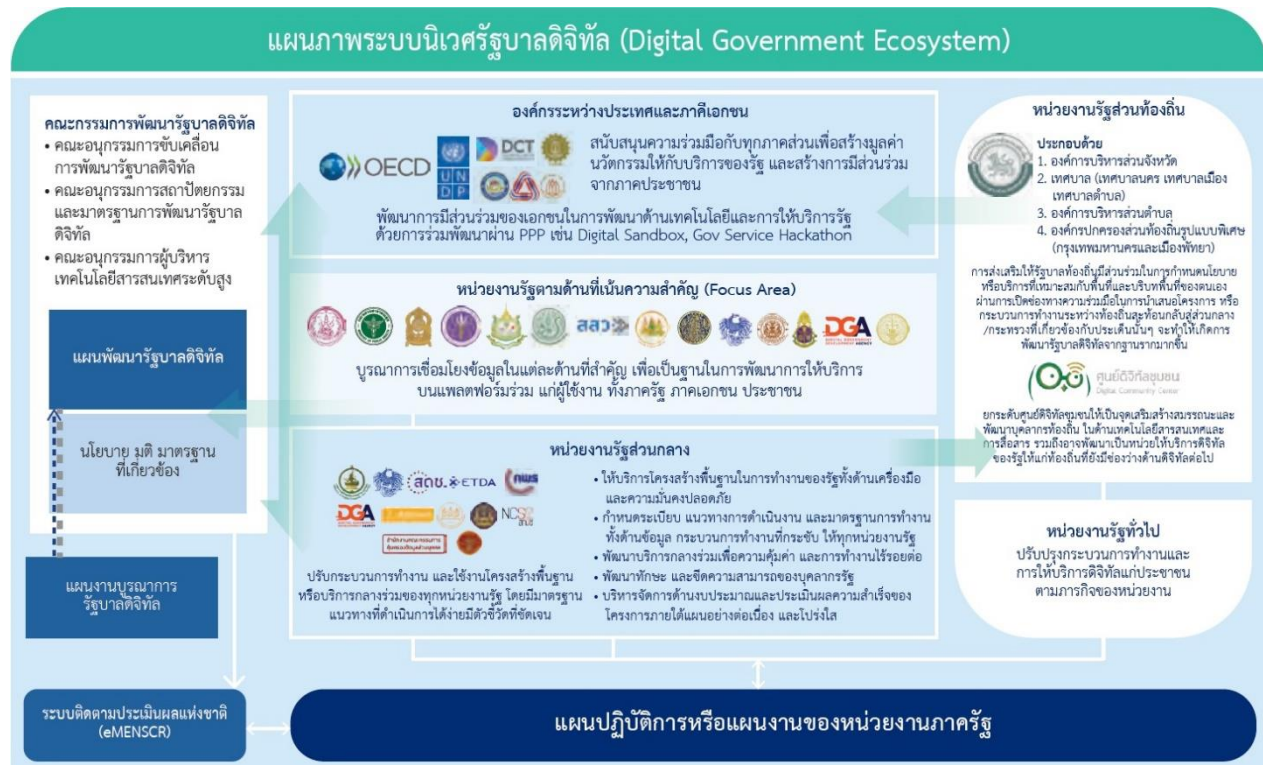 แผนภาพระบบนิเวศรัฐบาลดิจิทัล (Digital Government Ecosystem)
คณะกรรมการพัฒนารัฐบาลดิจิทัล
• คณะอนุกรรมการขับเคลื่อน
การพัฒนารัฐบาลดิจิทัล
• คณะอนุกรรมการสถาปัตยกรรม
และมาตรฐานการพัฒนารัฐบาล
ดิจิทัล
• คณะอนุกรรมการผู้บริหาร
เทคโนโลยีสารสนเทศระดับสูง
แผนพัฒนารัฐบาลดิจิทัล
นโยบาย มติ มาตรฐาน
ที่เกี่ยวข้อง
แผนงานบูรณาการ
รัฐบาลดิจิทัล
ระบบติดตามประเมินผลแห่งชาติ
(eMENSCR)
องค์กรระหว่างประเทศและภาคีเอกชน
OECD
UN
DP
DCT
สนับสนุนความร่วมมือกับทุกภาคส่วนเพื่อสร้างมูลค่า
นวัตกรรมให้กับบริการของรัฐ และสร้างการมีส่วนร่วม
จากภาคประชาชน
พัฒนาการมีส่วนร่วมของเอกชนในการพัฒนาด้านเทคโนโลยีและการให้บริการรัฐ
ด้วยการร่วมพัฒนาผ่าน PPP เช่น Digital Sandbox, Gov Service Hackathon
หน่วยงานรัฐตามด้านที่เน้นความสำคัญ (Focus Area)
สสว
DGA
DIGITAL GOVERNMENT
DEVELOPMENT AGENCY
บูรณาการเชื่อมโยงข้อมูลในแต่ละด้านที่สำคัญ เพื่อเป็นฐานในการพัฒนาการให้บริการ
บนแพลตฟอร์มร่วม แก่ผู้ใช้งาน ทั้งภาครัฐ ภาคเอกชน ประชาชน
หน่วยงานรัฐส่วนกลาง
สดช. ETDA กพร
DGA
NCSA
ปรับกระบวนการทำงาน และใช้งานโครงสร้างพื้นฐาน
หรือบริการกลางร่วมของทุกหน่วยงานรัฐ โดยมีมาตรฐาน
แนวทางที่ดำเนินการได้ง่ายมีตัวชี้วัดที่ชัดเจน
• ให้บริการโครงสร้างพื้นฐานในการทำงานของรัฐทั้งด้านเครื่องมือ
และความมั่นคงปลอดภัย
• กำหนดระเบียบ แนวทางการดำเนินงาน และมาตรฐานการทำงาน
ทั้งด้านข้อมูล กระบวนการทำงานที่กระชับ ให้ทุกหน่วยงานรัฐ
• พัฒนาบริการกลางร่วมเพื่อความคุ้มค่า และการทำงานไร้รอยต่อ
• พัฒนาทักษะ และขีดความสามารถของบุคลากรรัฐ
• บริหารจัดการด้านงบประมาณและประเมินผลความสำเร็จของ
โครงการภายใต้แผนอย่างต่อเนื่อง และโปร่งใส
หน่วยงานรัฐส่วนท้องถิ่น
ประกอบด้วย
1. องค์การบริหารส่วนจังหวัด
2. เทศบาล (เทศบาลนคร เทศบาลเมือง
เทศบาลตำบล)
3. องค์การบริหารส่วนตำบล
4. องค์กรปกครองส่วนท้องถิ่นรูปแบบพิเศษ
(กรุงเทพมหานครและเมืองพัทยา)
การส่งเสริมให้รัฐบาลท้องถิ่นมีส่วนร่วมในการกำหนดนโยบาย
หรือบริการที่เหมาะสมกับพื้นที่และบริบทพื้นที่ของตนเอง
ผ่านการเปิดช่องทางความร่วมมือในการนำเสนอโครงการ หรือ
กระบวนการทำงานระหว่างท้องถิ่นสะท้อนกลับสู่ส่วนกลาง
/กระทรวงที่เกี่ยวข้องกับประเด็นนั้นๆ จะทำให้เกิดการ
พัฒนารัฐบาลดิจิทัลจากฐานรากมากขึ้น
ศูนย์ดิจิทัลชุมชน
Digital Community Center
ยกระดับศูนย์ดิจิทัลชุมชนให้เป็นจุดเสริมสร้างสมรรถนะและ
พัฒนาบุคลากรท้องถิ่น ในด้านเทคโนโลยีสารสนเทศและ
การสื่อสาร รวมถึงอาจพัฒนาเป็นหน่วยให้บริการดิจิทัล
ของรัฐให้แก่ท้องถิ่นที่ยังมีช่องว่างด้านดิจิทัลต่อไป
หน่วยงานรัฐทั่วไป
ปรับปรุงกระบวนการทำงานและ
การให้บริการดิจิทัลแก่ประชาชน
ตามภารกิจของหน่วยงาน
แผนปฏิบัติการหรือแผนงานของหน่วยงานภาครัฐ